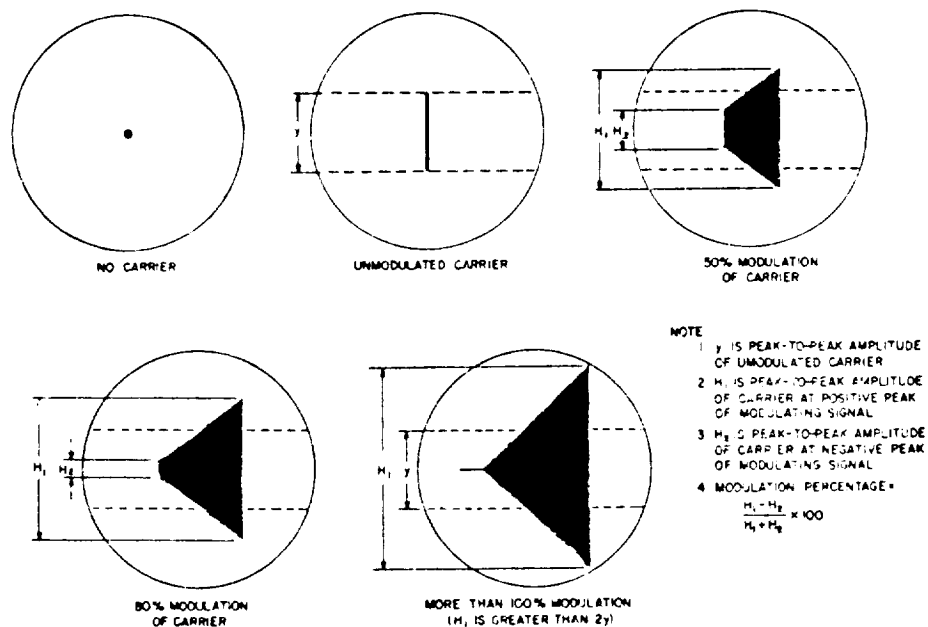 NO CARRIER
y
UNMODULATED CARRIER
H₁ H₂
50% MODULATION
OF CARRIER
H₁ H₂
80% MODULATION
OF CARRIER
H₁ y
MORE THAN 100% MODULATION
(H₁ IS GREATER THAN 2y)
NOTE
1 y IS PEAK-TO-PEAK AMPLITUDE
OF UMODULATED CARRIER
2 H₁ IS PEAK-TO-PEAK AMPLITUDE
OF CARRIER AT POSITIVE PEAK
OF MODULATING SIGNAL
3 H₂ IS PEAK-TO-PEAK AMPLITUDE
OF CARRIER AT NEGATIVE PEAK
OF MODULATING SIGNAL
4 MODULATION PERCENTAGE =
H₁ - H₂
H₁ + H₂ × 100